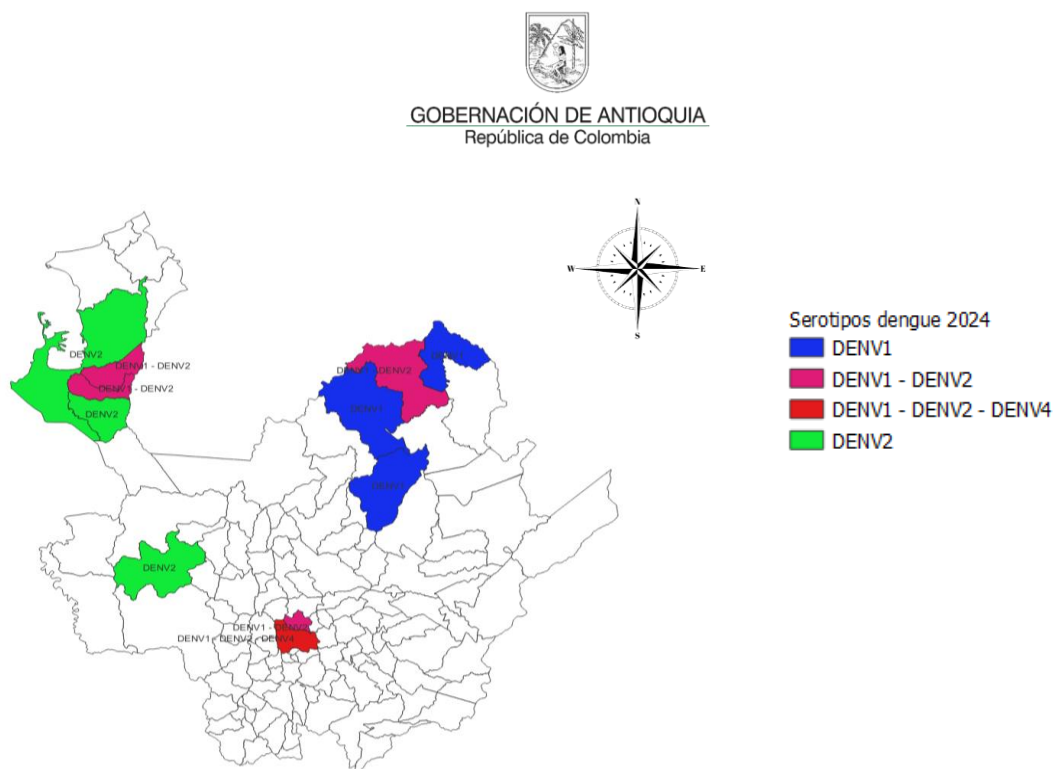 GOBERNACIÓN DE ANTIOQUIA
República de Colombia
N
W
E
S
Serotipos dengue 2024
DENV1
DENV1 - DENV2
DENV1 - DENV2 - DENV4
DENV2
DENV2
DENV1 - DENV2
DENV1 - DENV2
DENV2
DENV2
DENV1
DENV2
DENV1 - DENV2
DENV1 - DENV2 - DENV4